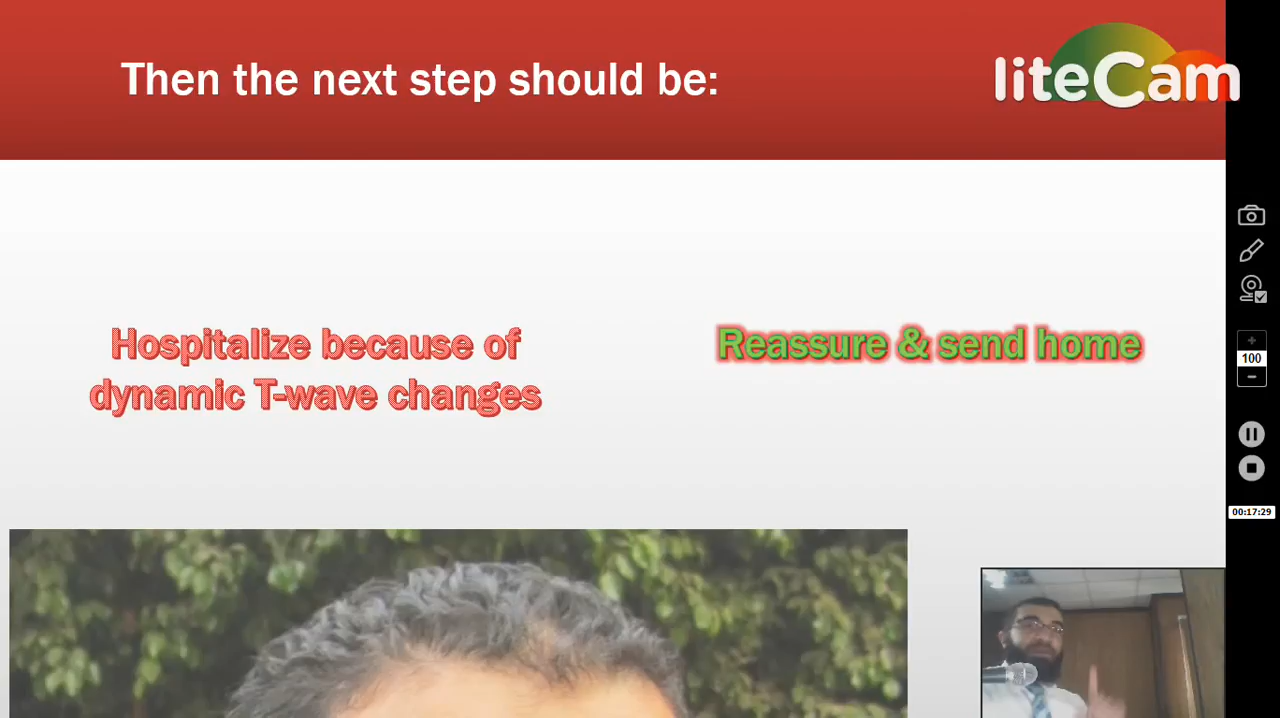 Then the next step should be:
liteCam
Hospitalize because of
dynamic T-wave changes
Reassure & send home
100
00:17:29